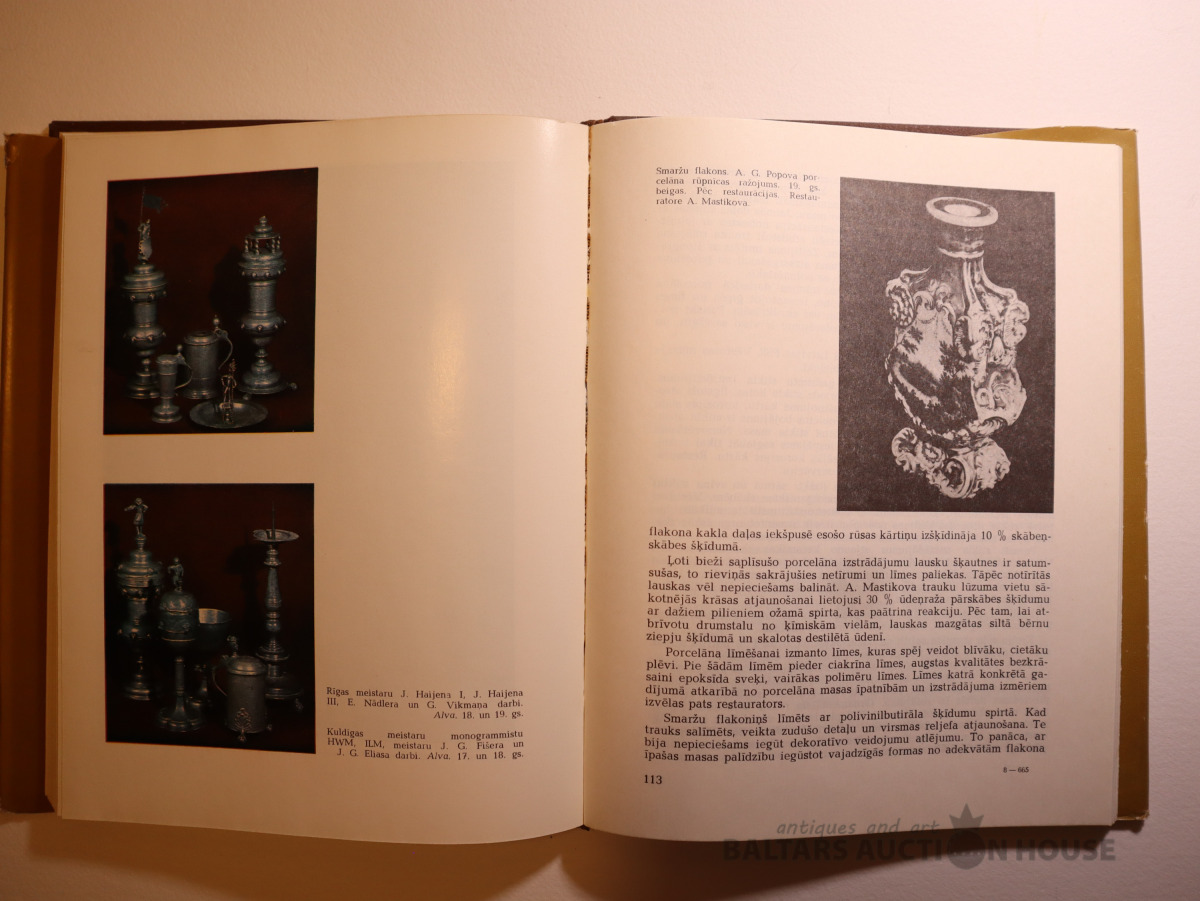 Rīgas meistaru J. Haijena I, J. Haijena
III, E. Nādlera un G. Vikmaņa darbi.
Alva. 18. un 19. gs.
Kuldīgas meistaru monogrammistu
HWM, ILM, meistaru J. G. Fišera un
J. G. Eliasa darbi. Alva. 17. un 18. gs.
Smaržu flakons. A. G. Popova por-
celāna rūpnīcas ražojums. 19. gs.
beigas. Pēc restaurācijas. Restau-
ratore A. Mastikova.
flakona kakla daļas iekšpusē esošo rūsas kārtiņu izšķīdināja 10 % skābeņ-
skābes šķīdumā.
Ļoti bieži saplīsušo porcelāna izstrādājumu lausku šķautnes ir satum-
sušas, to rieviņās sakrājušies netīrumi un līmes paliekas. Tāpēc notīrītās
lauskas vēl nepieciešams balināt. A. Mastikova trauku lūzuma vietu sā-
kotnējās krāsas atjaunošanai lietojusi 30 % ūdeņraža pārskābes šķīdumu
ar dažiem pilieniem ožamā spirta, kas paātrina reakciju. Pēc tam, lai at-
brīvotu drumstalu no ķīmiskām vielām, lauskas mazgātas siltā bērnu
ziepju šķīdumā un skalotas destilētā ūdenī.
Porcelāna līmēšanai izmanto līmes, kuras spēj veidot blīvāku, cietāku
plēvi. Pie šādām līmēm pieder ciakrīna līmes, augstas kvalitātes bezkrā-
saini epoksīda sveķi, vairākas polimēru līmes. Līmes katrā konkrētā ga-
dījumā atkarībā no porcelāna masas īpatnībām un izstrādājuma izmēriem
izvēlas pats restaurators.
Smaržu flakoniņš līmēts ar polivinilbutirāla šķīdumu spirtā. Kad
trauks salīmēts, veikta zudušo detaļu un virsmas reljefa atjaunošana. Te
bija nepieciešams iegūt dekoratīvo veidojumu atlējumu. To panāca, ar
īpašas masas palīdzību iegūstot vajadzīgās formas no adekvātām flakona
8 — 665
113
antiques and art
BALTARS AUCTION HOUSE